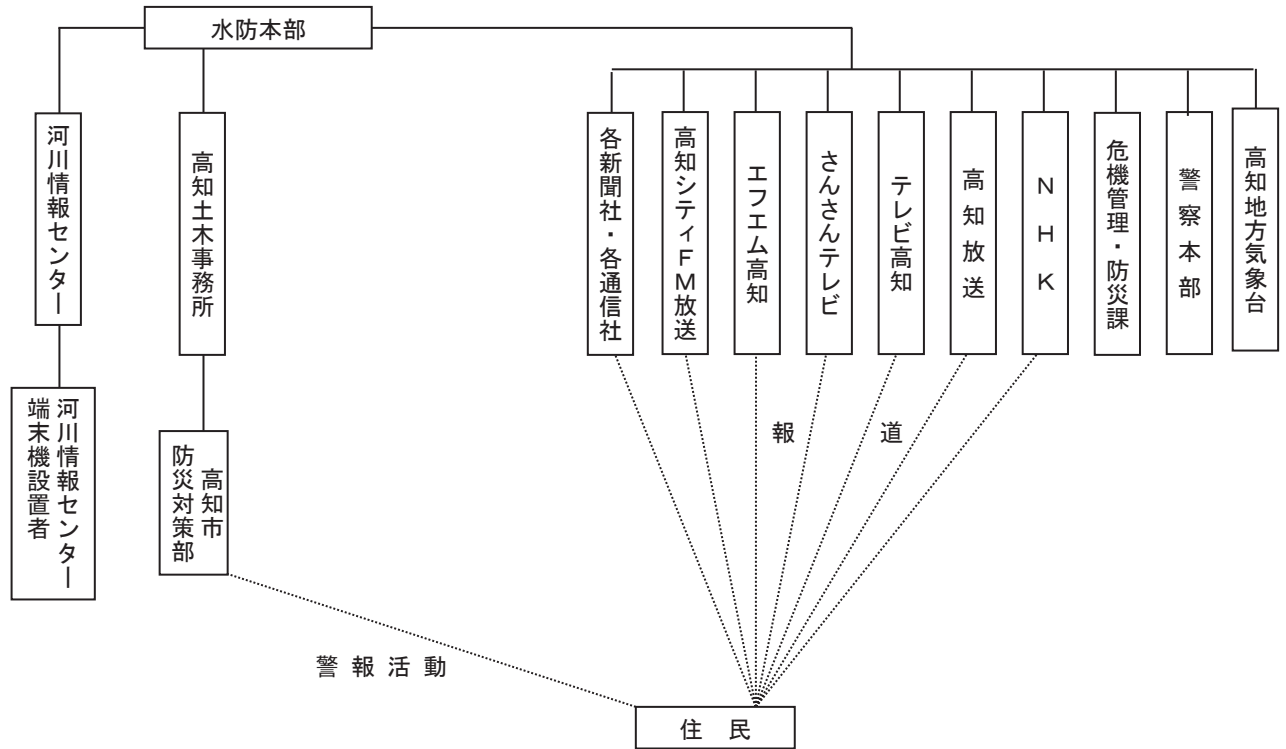 水防本部
河川情報センター
高知土木事務所
各新聞社・各通信社
高知シティFM放送
エフエム高知
さんさんテレビ
テレビ高知
高知放送
NHK
危機管理・防災課
警察本部
高知地方気象台
河川情報センター
端末機設置者
高知市
防災対策部
報道
警報活動
住民